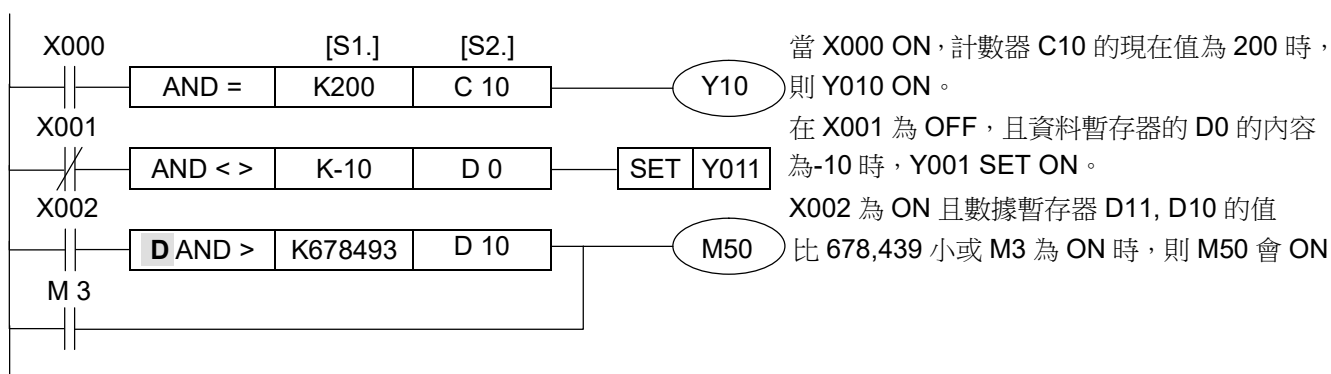 X000 [S1.] [S2.]
AND = K200 C 10 Y10
當 X000 ON，計數器 C10 的現在值為 200 時，
則 Y010 ON。
X001
AND < > K-10 D 0 SET Y011
在 X001 為 OFF，且資料暫存器的 D0 的內容
為-10 時，Y001 SET ON。
X002
D AND > K678493 D 10 M50
X002 為 ON 且數據暫存器 D11, D10 的值
比 678,439 小或 M3 為 ON 時，則 M50 會 ON
M 3